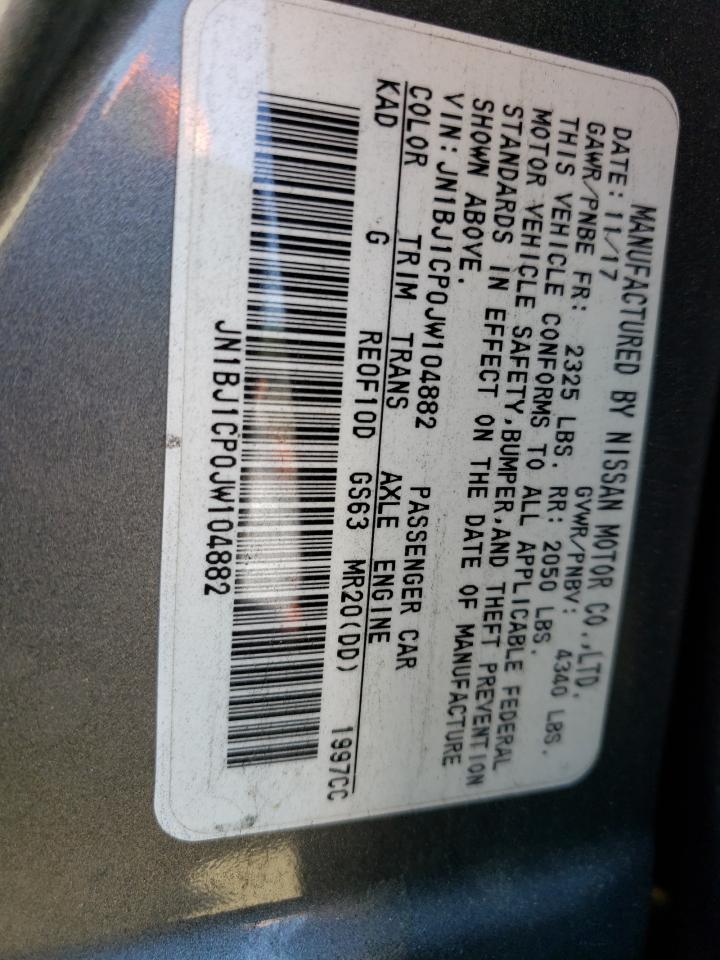 MANUFACTURED BY NISSAN MOTOR CO.,LTD.
DATE: 11/17 GVWR/PNBV: 4340 LBS.
GAWR/PNBE FR: 2325 LBS. RR: 2050 LBS.
THIS VEHICLE CONFORMS TO ALL APPLICABLE FEDERAL
MOTOR VEHICLE SAFETY,BUMPER,AND THEFT PREVENTION
STANDARDS IN EFFECT ON THE DATE OF MANUFACTURE
SHOWN ABOVE.
VIN:JN1BJ1CP0JW104882 PASSENGER CAR
COLOR TRIM TRANS AXLE ENGINE
KAD G RE0F10D GS63 MR20(DD) 1997CC
JN1BJ1CP0JW104882